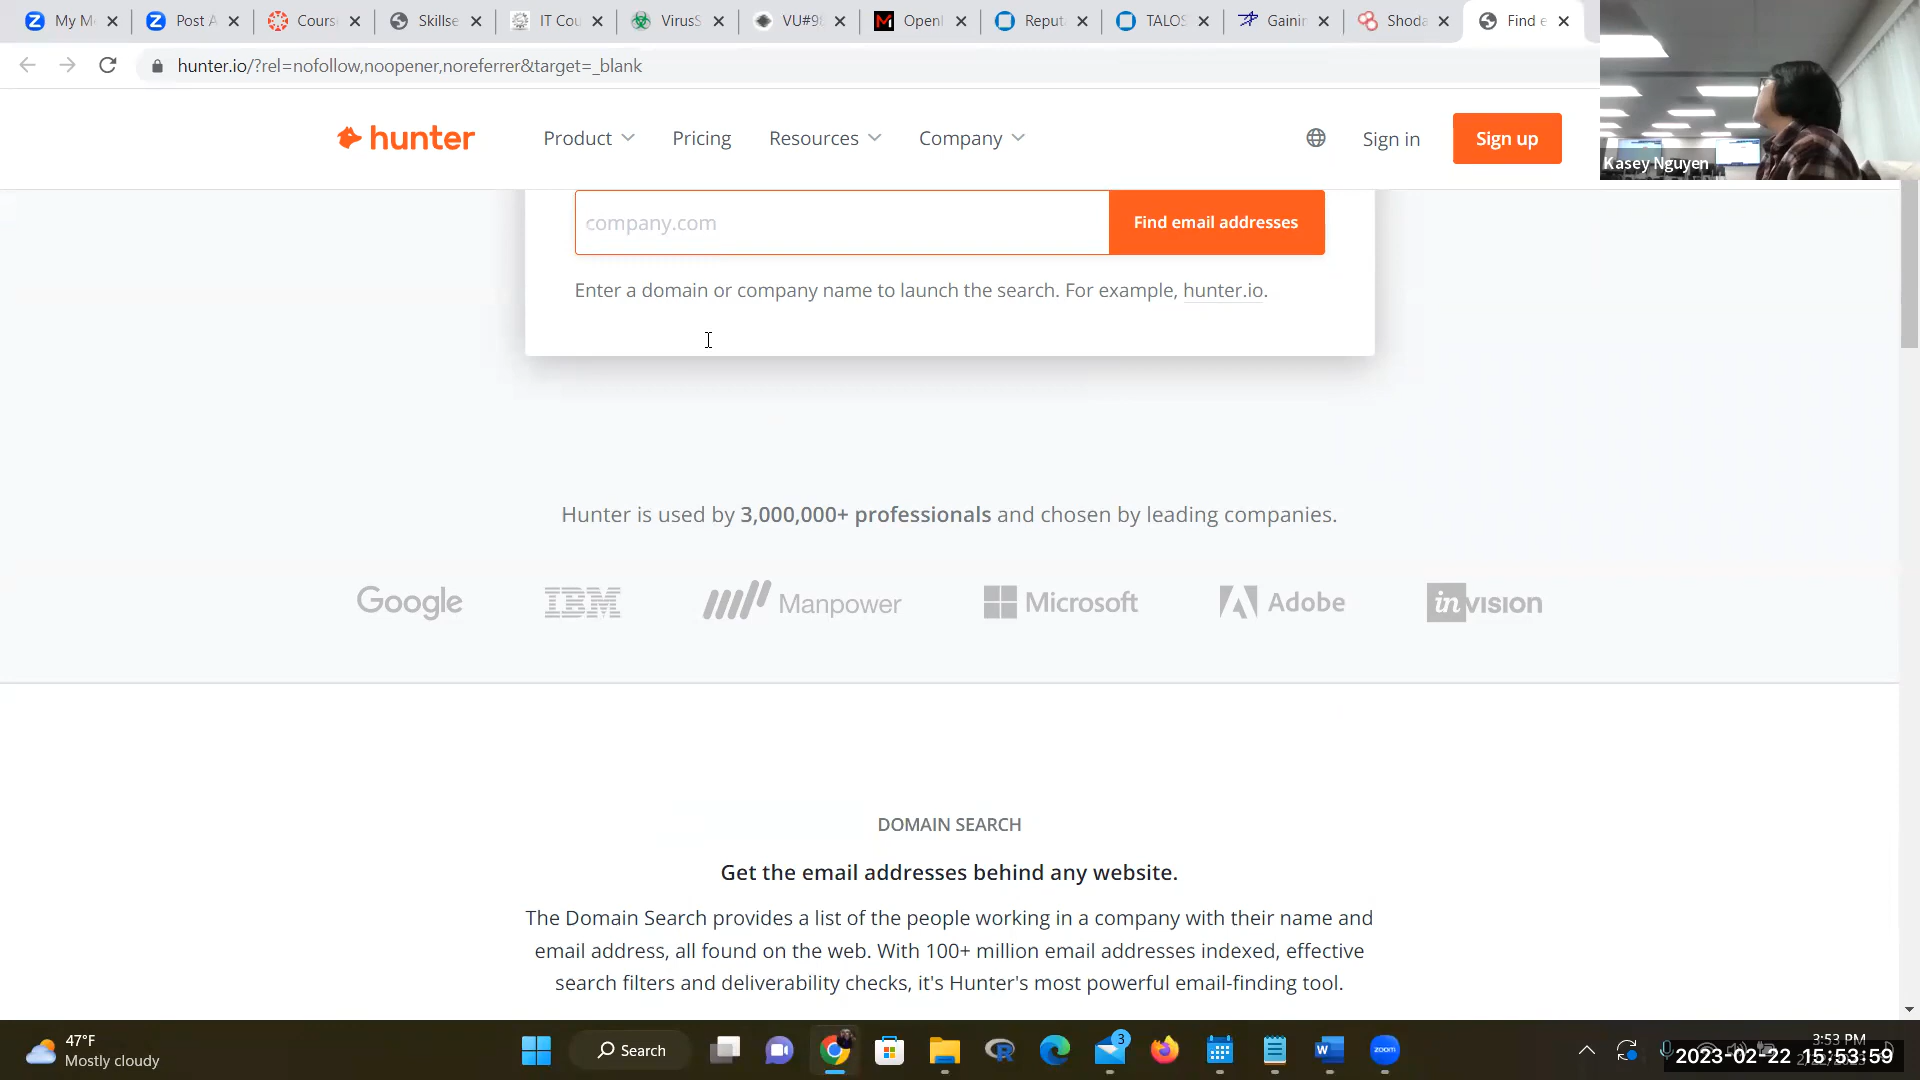 My M
Post A
Cours
Skillse
IT Cou
VirusS
VU#9
Open
Reput
TALOS
Gainin
Shoda
Find e
hunter.io/?rel=nofollow,noopener,noreferrer&target=_blank
hunter
Product
Pricing
Resources
Company
Sign in
Sign up
Kasey Nguyen
company.com
Find email addresses
Enter a domain or company name to launch the search. For example, hunter.io.
Hunter is used by 3,000,000+ professionals and chosen by leading companies.
Google
IBM
Manpower
Microsoft
Adobe
invision
DOMAIN SEARCH
Get the email addresses behind any website.
The Domain Search provides a list of the people working in a company with their name and
email address, all found on the web. With 100+ million email addresses indexed, effective
search filters and deliverability checks, it's Hunter's most powerful email-finding tool.
47°F
Mostly cloudy
Search
3
zoom
3:53 PM
2023-02-22 15:53:59